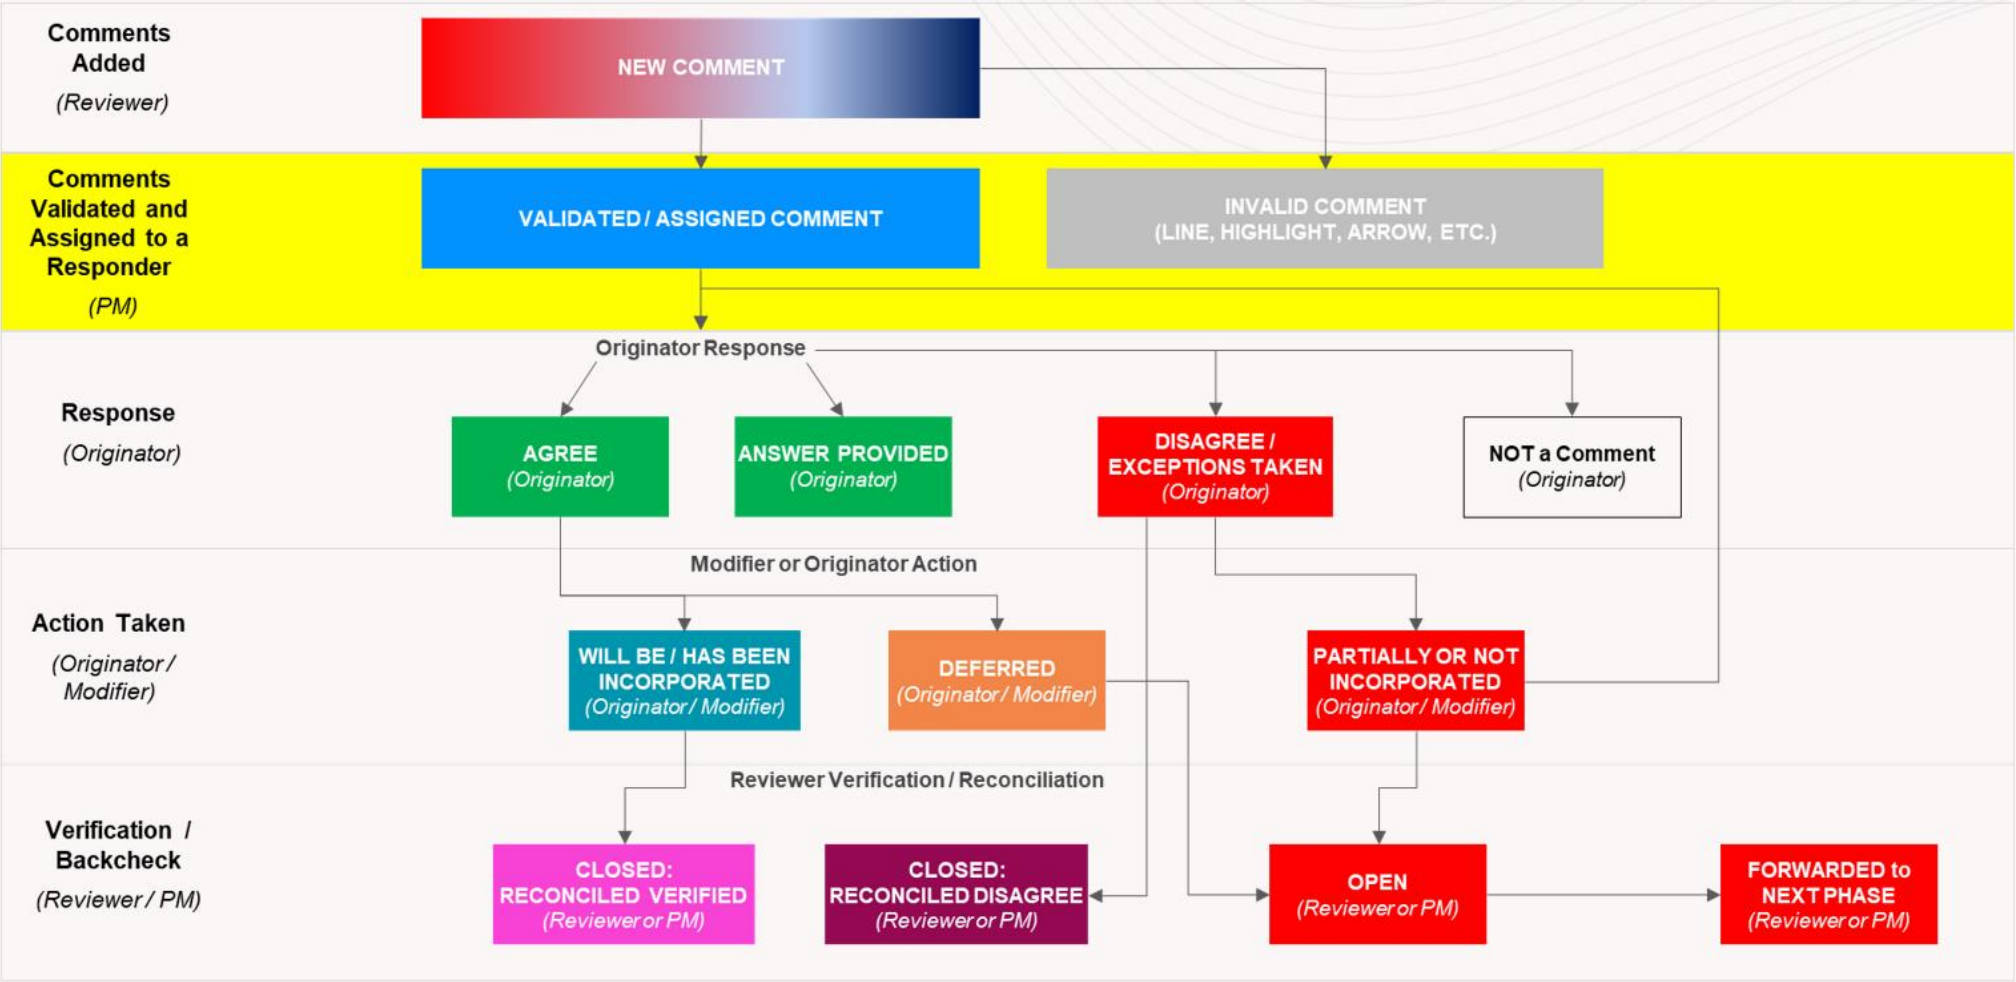 Comments
Added
(Reviewer)
NEW COMMENT
Comments
Validated and
Assigned to a
Responder
(PM)
VALIDATED / ASSIGNED COMMENT
INVALID COMMENT
(LINE, HIGHLIGHT, ARROW, ETC.)
Originator Response
Response
(Originator)
AGREE
(Originator)
ANSWER PROVIDED
(Originator)
DISAGREE /
EXCEPTIONS TAKEN
(Originator)
NOT a Comment
(Originator)
Modifier or Originator Action
Action Taken
(Originator /
Modifier)
WILL BE / HAS BEEN
INCORPORATED
(Originator / Modifier)
DEFERRED
(Originator / Modifier)
PARTIALLY OR NOT
INCORPORATED
(Originator / Modifier)
Reviewer Verification / Reconciliation
Verification /
Backcheck
(Reviewer / PM)
CLOSED:
RECONCILED VERIFIED
(Reviewer or PM)
CLOSED:
RECONCILED DISAGREE
(Reviewer or PM)
OPEN
(Reviewer or PM)
FORWARDED to
NEXT PHASE
(Reviewer or PM)